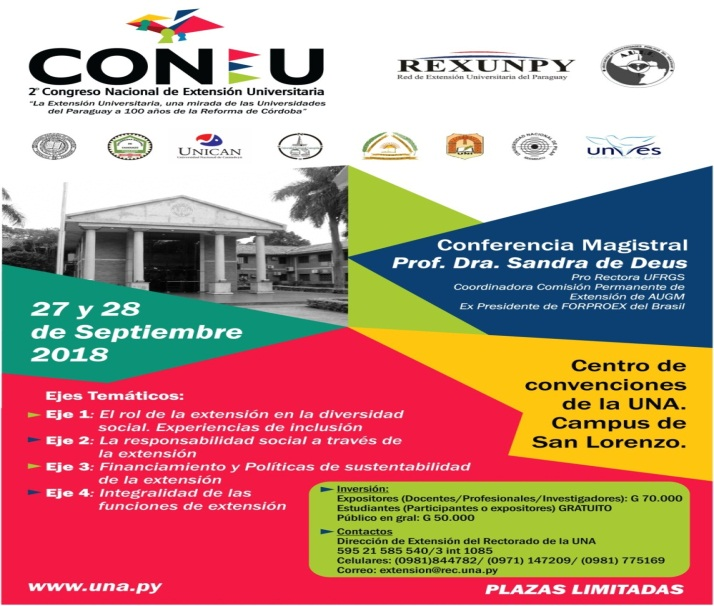 CONEU
2° Congreso Nacional de Extensión Universitaria
"La Extensión Universitaria, una mirada de las Universidades
del Paraguay a 100 años de la Reforma de Córdoba"
REXUNPY
Red de Extensión Universitaria del Paraguay
UNICAN
Universidad Nacional de Canindeyú
UNIVERSIDAD NACIONAL DE PILAR
unves
Conferencia Magistral
Prof. Dra. Sandra de Deus
Pro Rectora UFRGS
Coordinadora Comisión Permanente de
Extensión de AUGM
Ex Presidente de FORPROEX del Brasil
27 y 28
de Septiembre
2018
Centro de
convenciones
de la UNA.
Campus de
San Lorenzo.
Ejes Temáticos:
Eje 1: El rol de la extensión en la diversidad
social. Experiencias de inclusión
Eje 2: La responsabilidad social a través de
la extensión
Eje 3: Financiamiento y Políticas de sustentabilidad
de la extensión
Eje 4: Integralidad de las
funciones de extensión
Inversión:
Expositores (Docentes/Profesionales/Investigadores): G 70.000
Estudiantes (Participantes o expositores) GRATUITO
Público en gral: G 50.000
Contactos
Dirección de Extensión del Rectorado de la UNA
595 21 585 540/3 int 1085
Celulares: (0981)844782/ (0971) 147209/ (0981) 775169
Correo: extension@rec.una.py
www.una.py
PLAZAS LIMITADAS